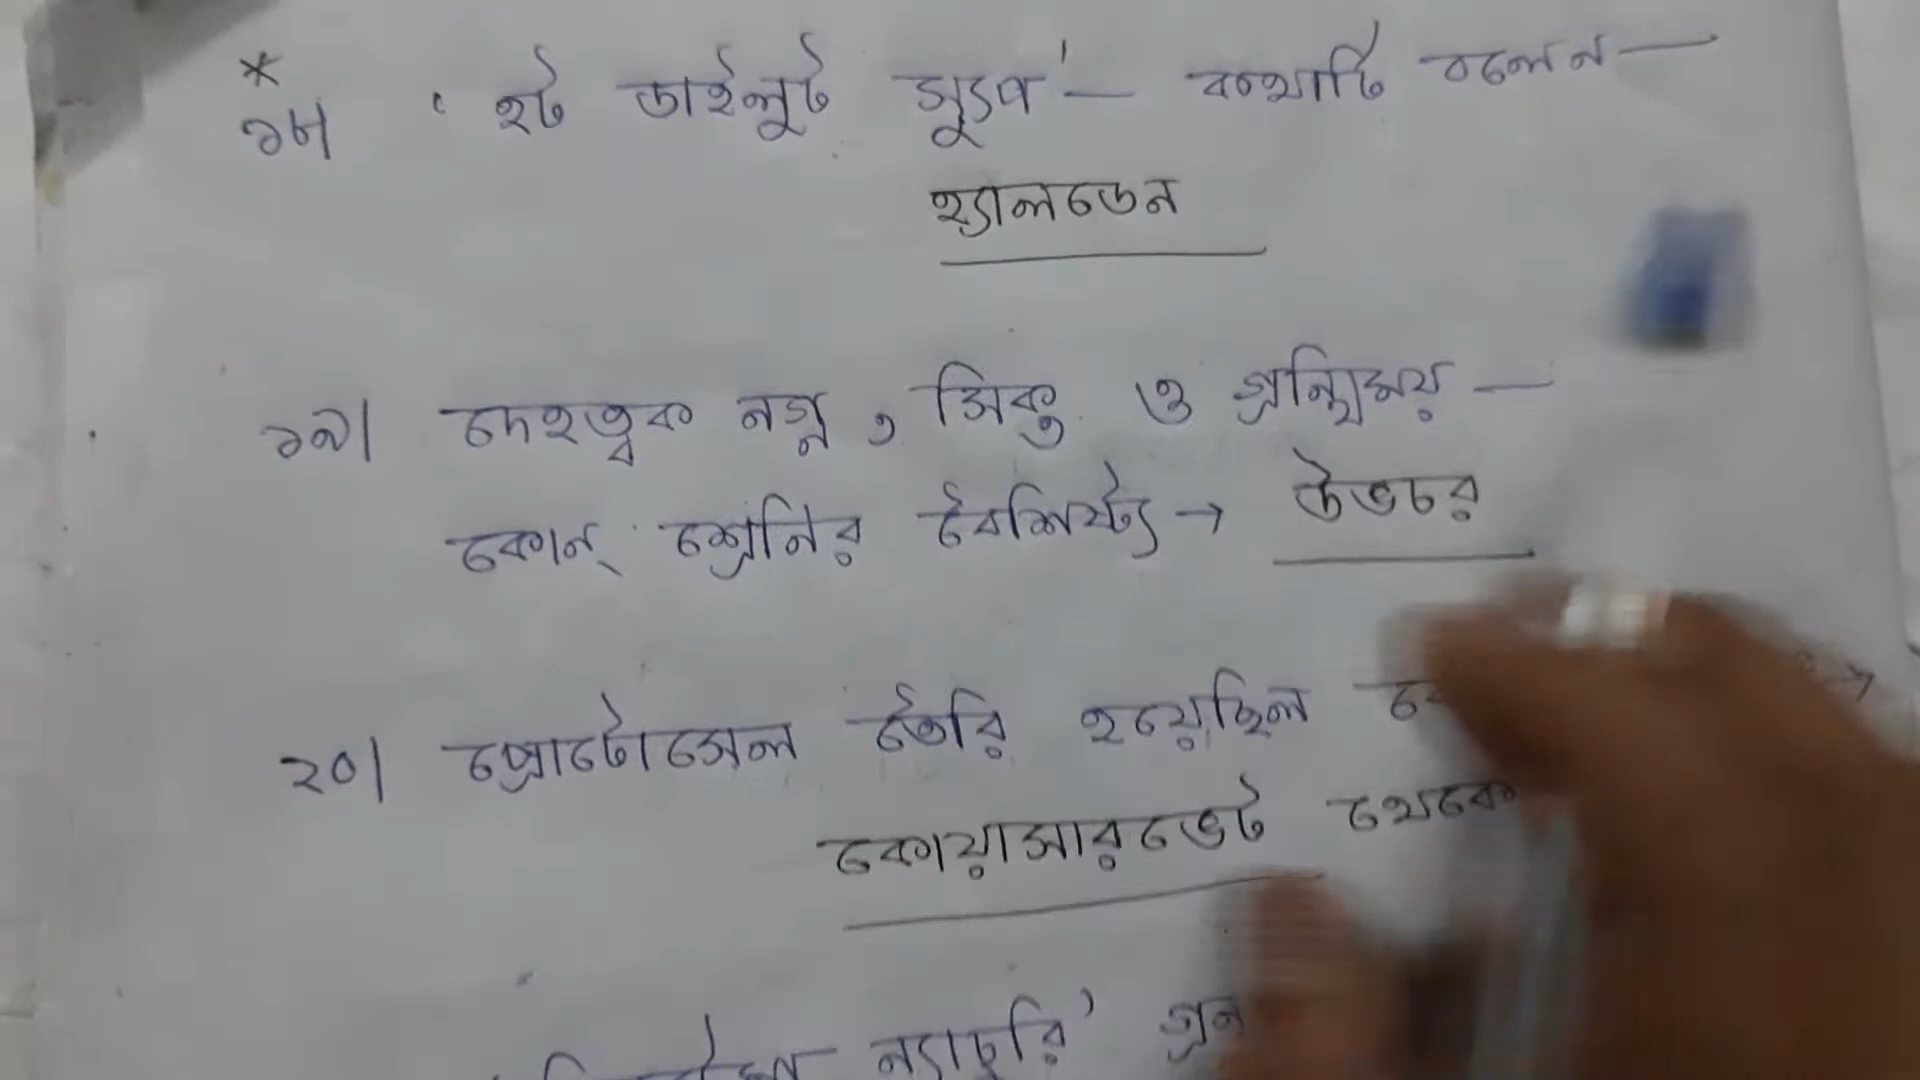 *
১৮। 'হট ডাইলুট স্যুপ' — কথাটি বলেন —
হ্যালডেন
১৯। দেহত্বক নগ্ন, সিক্ত ও গ্রন্থিময় —
কোন্ শ্রেনির বৈশিষ্ট্য → উভচর
২০। প্রোটোসেল তৈরি হয়েছিল →
কোয়াসারভেট থেকে
ন্যাচুরি'